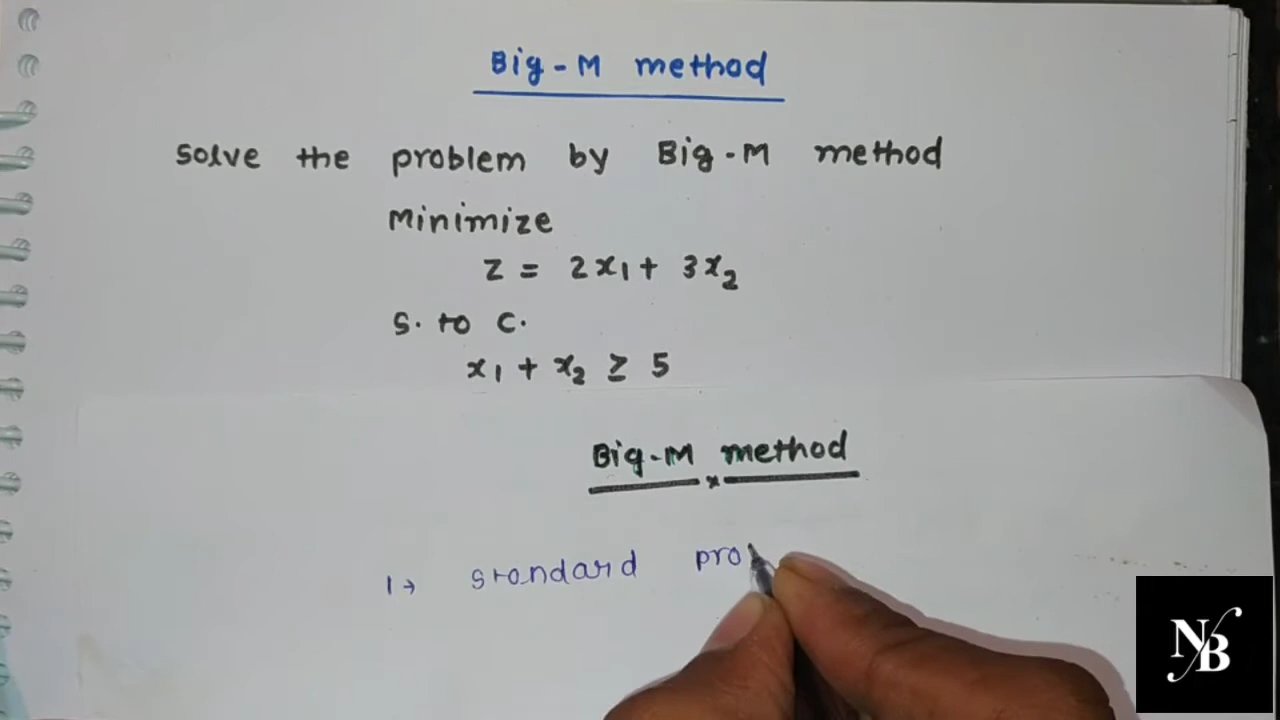 Big-M method
Solve the problem by Big-M method
Minimize
Z = 2x₁ + 3x₂
S. to C.
x₁ + x₂ ≥ 5
Big-M method
1→ standard pro
NB